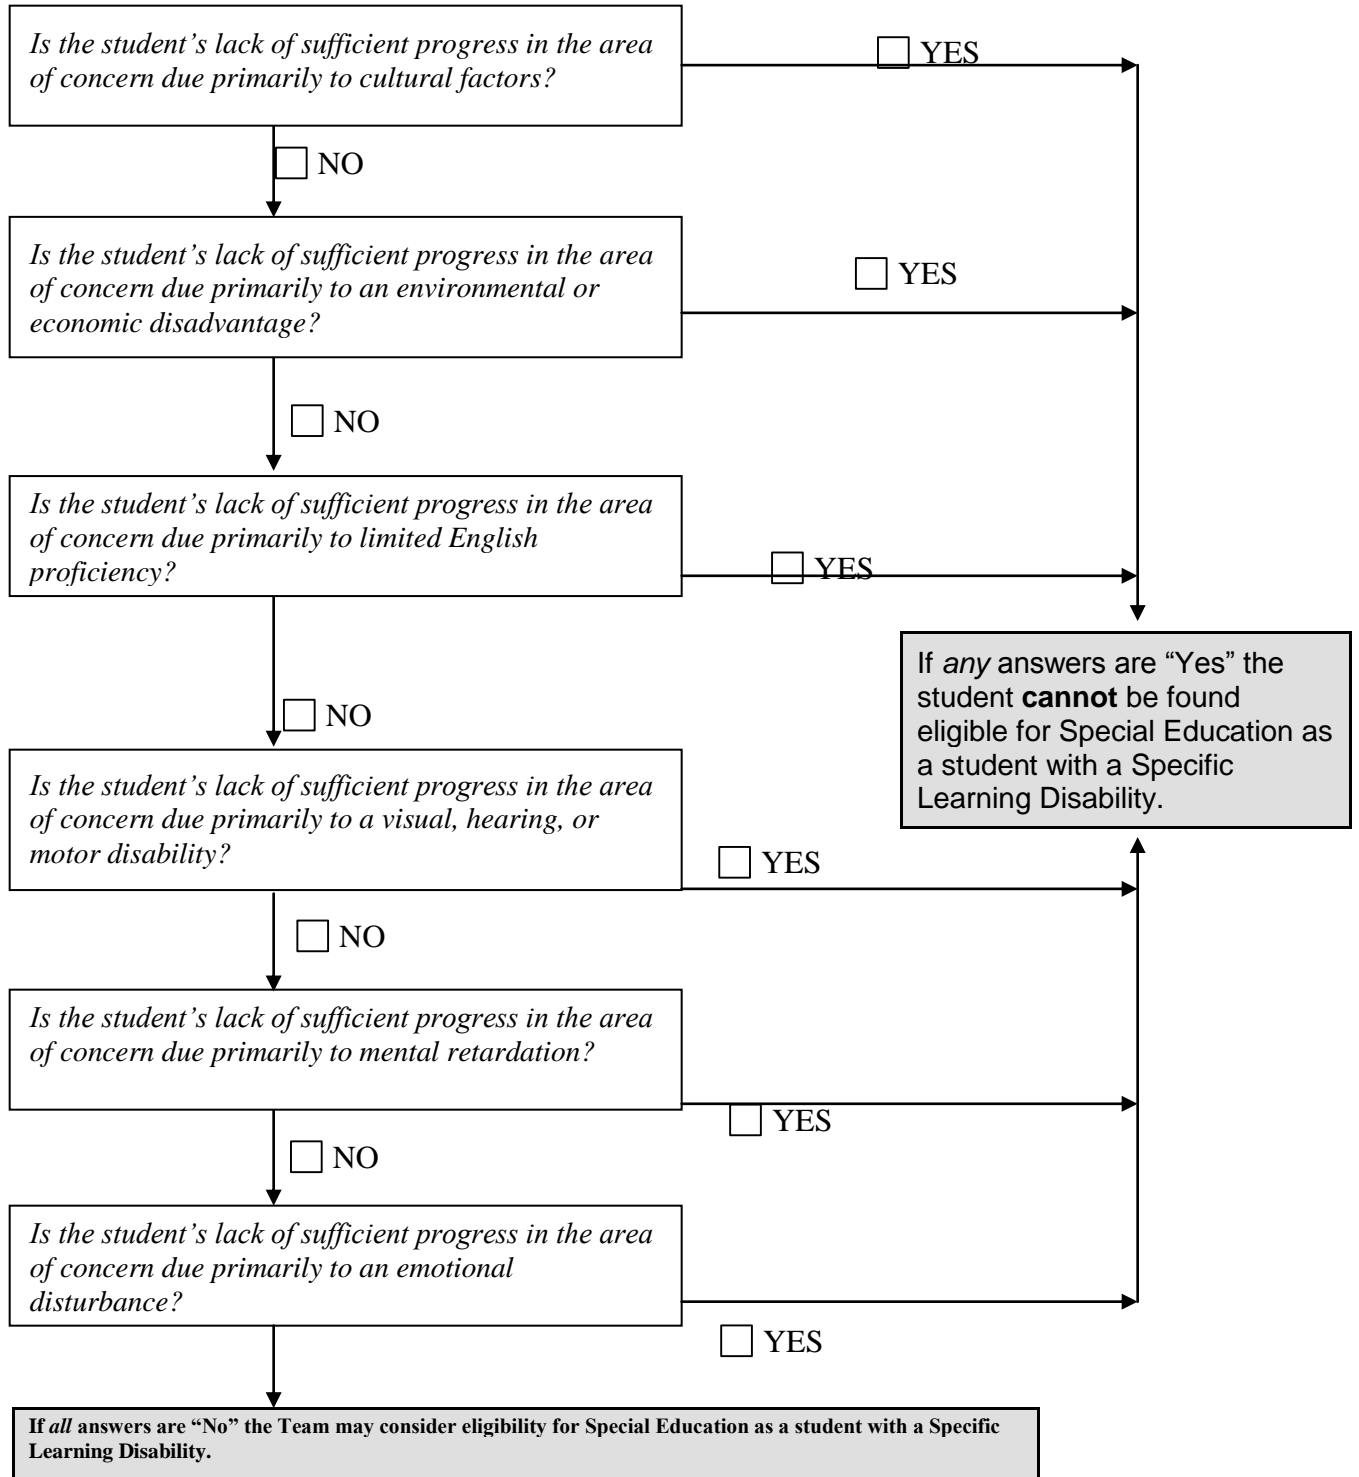 Is the student’s lack of sufficient progress in the area
of concern due primarily to cultural factors?
☐ YES
☐ NO
Is the student’s lack of sufficient progress in the area
of concern due primarily to an environmental or
economic disadvantage?
☐ YES
☐ NO
Is the student’s lack of sufficient progress in the area
of concern due primarily to limited English
proficiency?
☐ YES
If any answers are “Yes” the
student cannot be found
eligible for Special Education as
a student with a Specific
Learning Disability.
☐ NO
Is the student’s lack of sufficient progress in the area
of concern due primarily to a visual, hearing, or
motor disability?
☐ YES
☐ NO
Is the student’s lack of sufficient progress in the area
of concern due primarily to mental retardation?
☐ YES
☐ NO
Is the student’s lack of sufficient progress in the area
of concern due primarily to an emotional
disturbance?
☐ YES
If all answers are “No” the Team may consider eligibility for Special Education as a student with a Specific
Learning Disability.